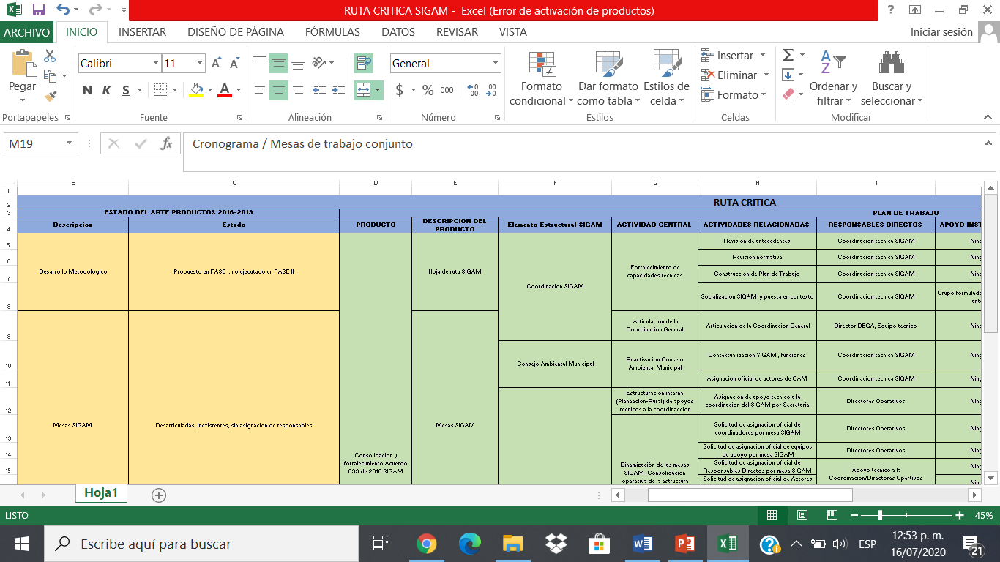 RUTA CRITICA SIGAM - Excel (Error de activación de productos)
ARCHIVO INICIO INSERTAR DISEÑO DE PÁGINA FÓRMULAS DATOS REVISAR VISTA Iniciar sesión
Pegar
Portapapeles
Calibri 11
N K S
Fuente
Alineación
General
$ % 000
Número
Formato condicional
Dar formato como tabla
Estilos de celda
Estilos
Insertar
Eliminar
Formato
Celdas
Ordenar y filtrar
Buscar y seleccionar
Modificar
M19 fx Cronograma / Mesas de trabajo conjunto
B C D E F G H I
1
2 RUTA CRITICA
3 ESTADO DEL ARTE PRODUCTOS 2016-2019 PLAN DE TRABAJO
4 Descripcion Estado PRODUCTO DESCRIPCION DEL PRODUCTO Elemento Estructural SIGAM ACTIVIDAD CENTRAL ACTIVIDADES RELACIONADAS RESPONSABLES DIRECTOS APOYO INST
5 Revision de antecedentes Coordinacion tecnica SIGAM Ning
6 Revision normativa Coordinacion tecnica SIGAM Ning
7 Desarrollo Metodologico Propuesto en FASE I, no ejecutado en FASE II Hoja de ruta SIGAM Coordinacion SIGAM Fortalecimiento de capacidades tecnicas Construccion de Plan de Trabajo Coordinacion tecnica SIGAM Ning
8 Socializacion SIGAM y puesta en contexto Coordinacion tecnica SIGAM Grupo formulado ante
9 Articulacion de la Coordinacion General Articulacion de la Coordinacion General Director DEGA, Equipo tecnico Ning
10 Consejo Ambiental Municipal Reactivacion Consejo Ambiental Municipal Contextualizacion SIGAM , funciones Coordinacion tecnica SIGAM Ning
11 Asignacion oficial de actores de CAM Coordinacion tecnica SIGAM Ning
12 Estructuracion interna (Planeacion-Rural) de apoyos tecnicos a la coordinaccion Asignacion de apoyo tecnico a la coordinacion del SIGAM por Secretaria Directores Operativos Ning
13 Mesas SIGAM Desarticuladas, inexistentes, sin asignacion de responsables Mesas SIGAM Solicitud de asignacion oficial de coordinadores por mesa SIGAM Directores Operativos Ning
14 Consolidacion y fortalecimiento Acuerdo 033 de 2016 SIGAM Solicitud de asignacion oficial de equipos de apoyo por mesa SIGAM Directores Operativos Ning
15 Dinamización de las mesas SIGAM (Consolidacion operativa de la estructura Solicitud de asignacion oficial de Responsables Directos por mesa SIGAM Apoyo tecnico a la Coordinacion/Directores Opertivos Ning
Solicitud de asignacion oficial de Actores Ning
Hoja1
LISTO 45%
Escribe aquí para buscar
ESP
12:53 p. m.
16/07/2020
21